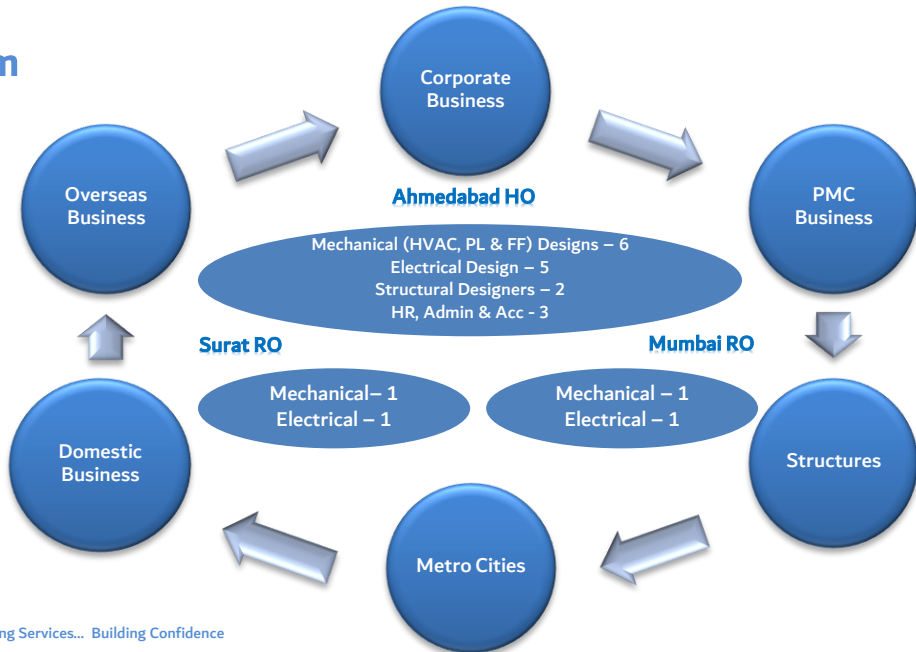 Corporate
Business
Overseas
Business
PMC
Business
Ahmedabad HO
Mechanical (HVAC, PL & FF) Designs – 6
Electrical Design – 5
Structural Designers – 2
HR, Admin & Acc - 3
Surat RO
Mumbai RO
Mechanical– 1
Electrical – 1
Mechanical – 1
Electrical – 1
Domestic
Business
Structures
Metro Cities
Services... Building Confidence